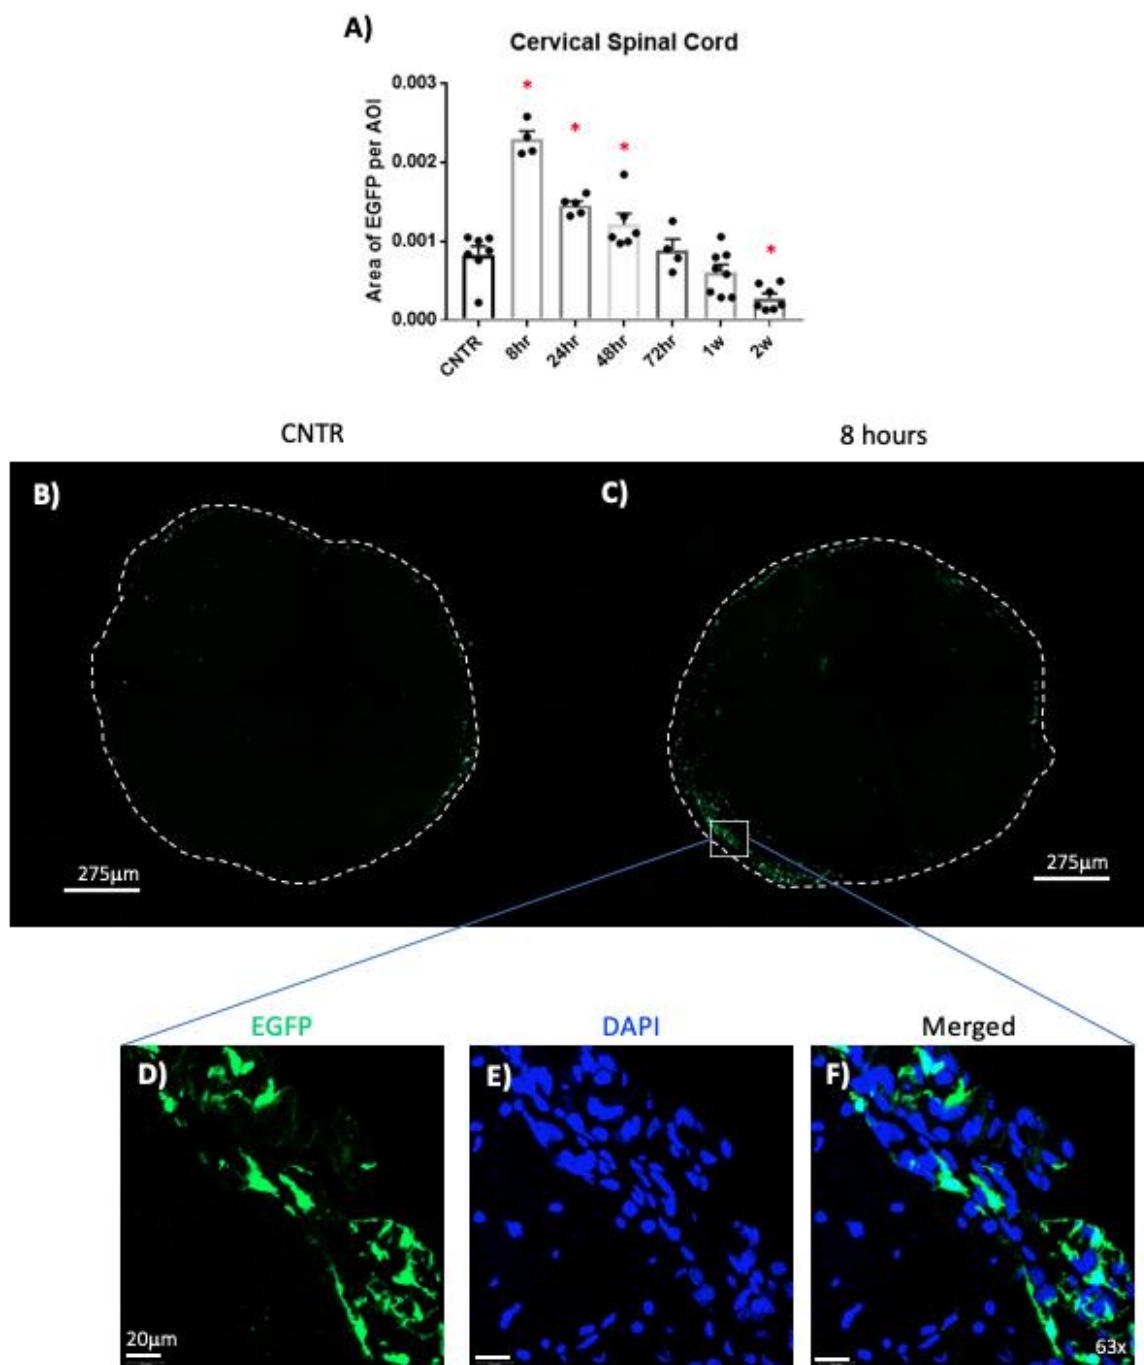 A)
Cervical Spinal Cord
Area of EGFP per AOI
0.003
0.002
0.001
0.000
* * * *
CNTR 8hr 24hr 48hr 72hr 1w 2w
CNTR 8 hours
B) C)
275μm 275μm
EGFP DAPI Merged
D) E) F)
20μm 63x